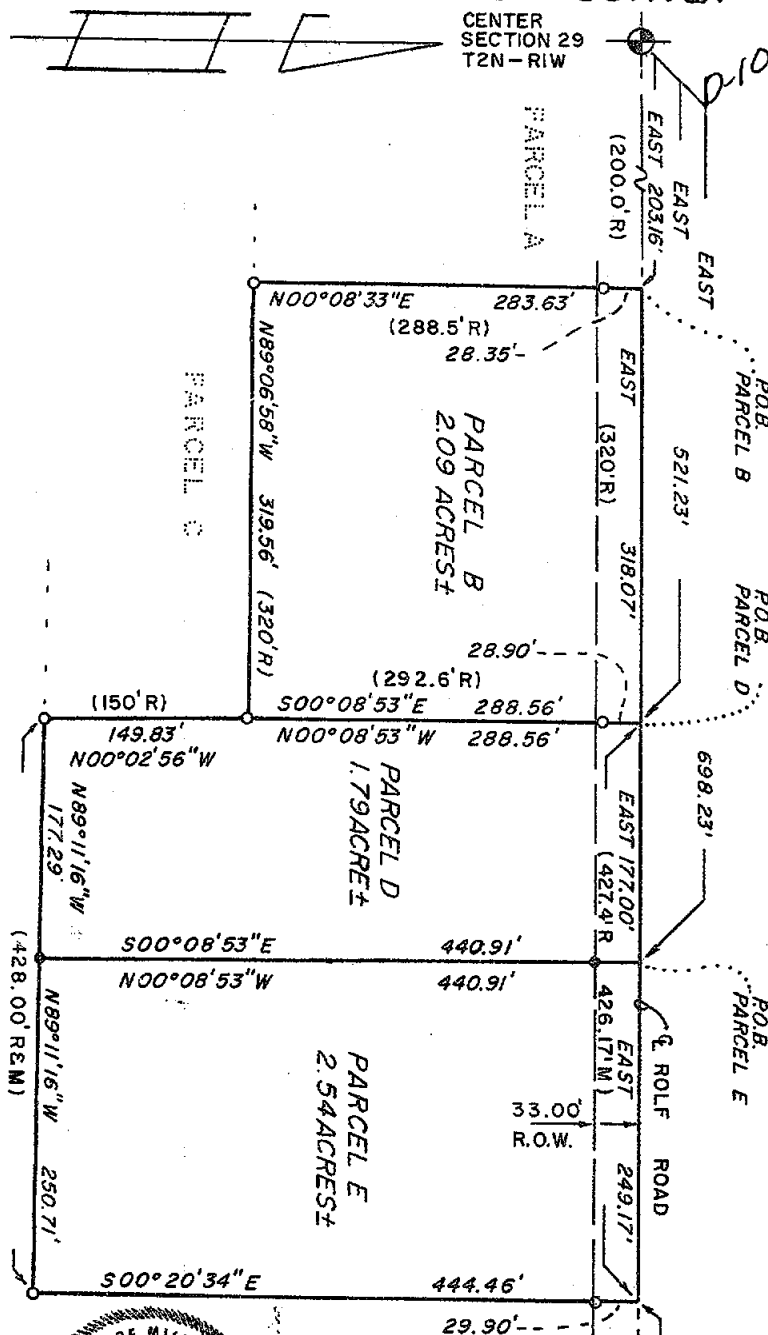 CENTER
SECTION 29
T2N-R1W
D-10
EAST 203.16'
(200.0'R)
EAST
EAST
PARCEL A
N00°08'33"E 283.63'
(288.5'R)
28.35'
P.O.B.
PARCEL B
EAST 318.07'
(320'R)
521.23'
N89°06'58"W 319.56' (320'R)
PARCEL B
2.09 ACRES±
PARCEL C
P.O.B.
PARCEL D
28.90'
(292.6'R)
S00°08'53"E 288.56'
N00°08'53"W 288.56'
(150'R)
149.83'
N00°02'56"W
PARCEL D
1.79ACRE±
EAST 177.00'
(427.4'R
698.23'
N89°11'16"W
177.29'
S00°08'53"E 440.91'
N00°08'53"W 440.91'
426.17'M)
P.O.B.
PARCEL E
(428.00'R&M)
N89°11'16"W 250.71'
PARCEL E
2.54ACRES±
EAST 249.17'
℄ ROLF ROAD
33.00'
R.O.W.
S00°20'34"E 444.46'
29.90'